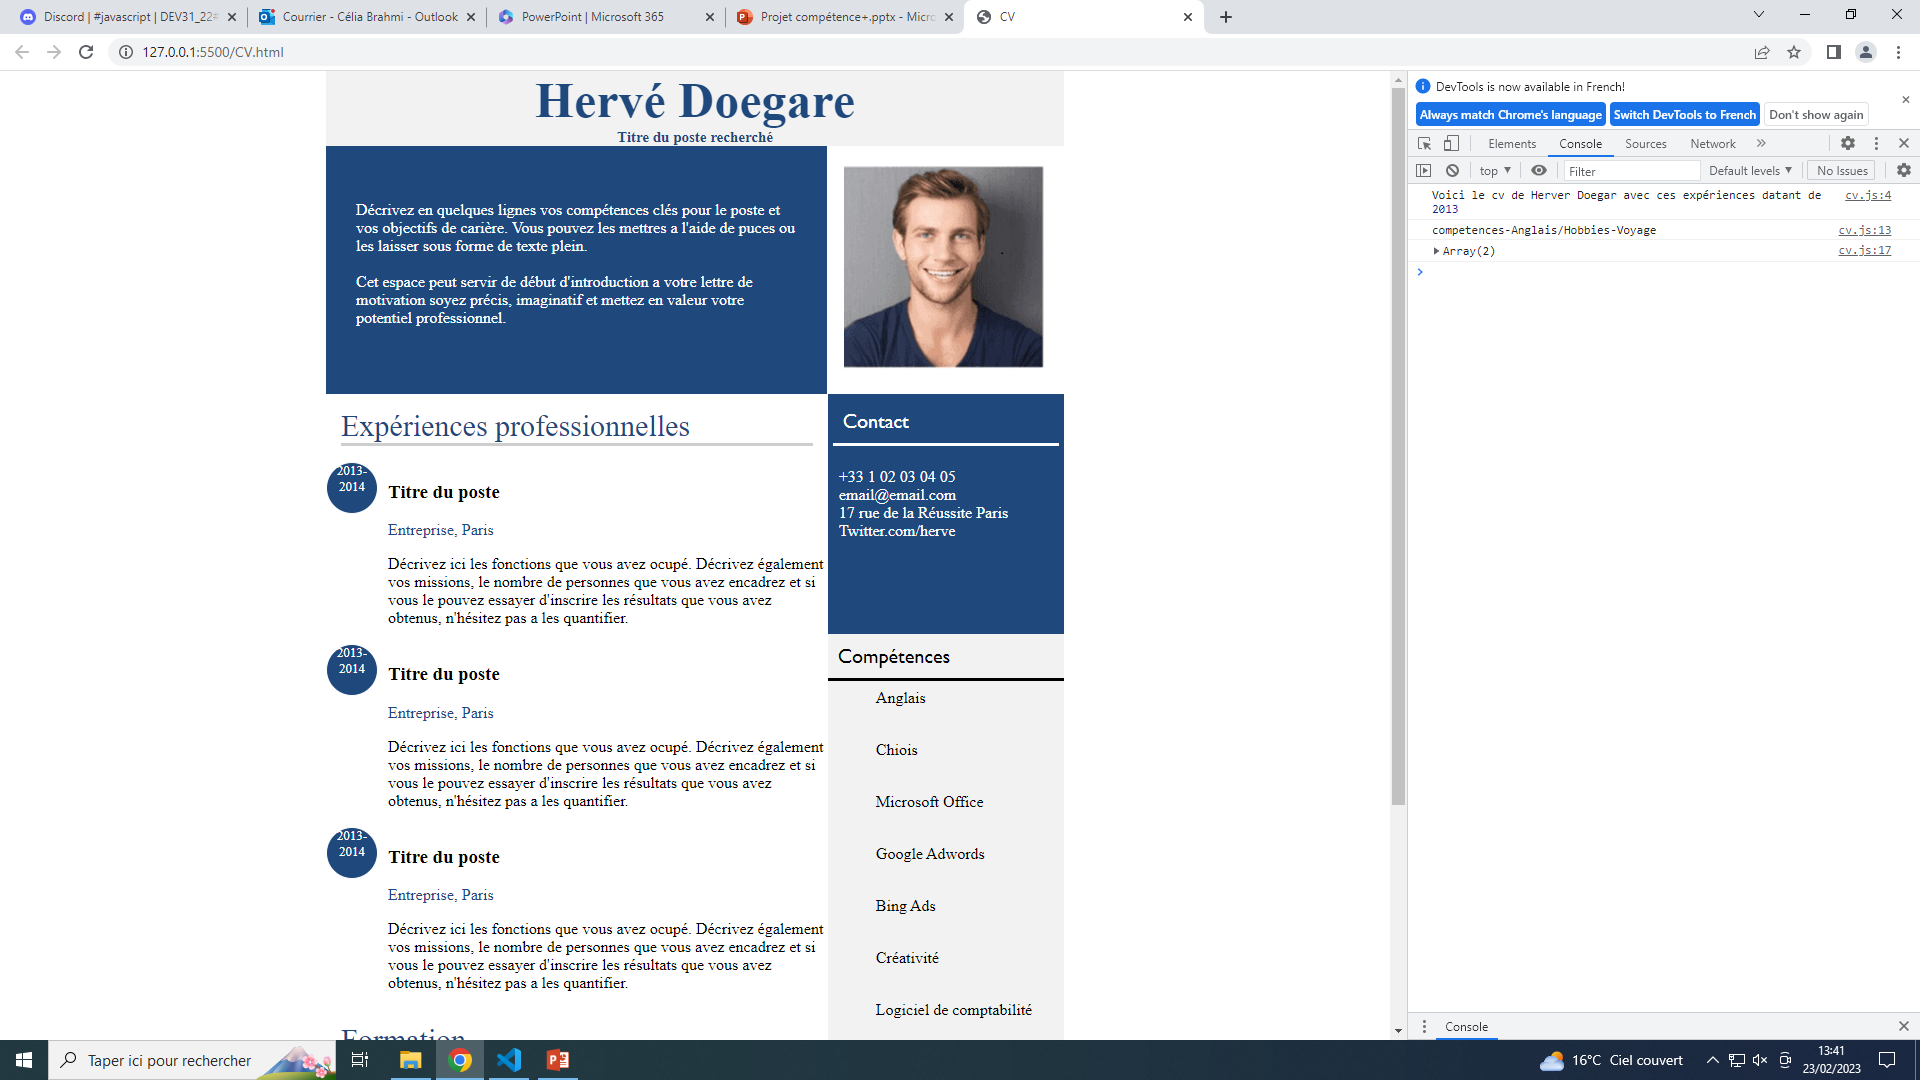 Discord | #javascript | DEV31_22#
Courrier - Célia Brahmi - Outlook
PowerPoint | Microsoft 365
Projet compétence+.pptx - Micro
CV
127.0.0.1:5500/CV.html
Hervé Doegare
Titre du poste recherché
Décrivez en quelques lignes vos compétences clés pour le poste et
vos objectifs de carière. Vous pouvez les mettres a l'aide de puces ou
les laisser sous forme de texte plein.
Cet espace peut servir de début d'introduction a votre lettre de
motivation soyez précis, imaginatif et mettez en valeur votre
potentiel professionnel.
Expériences professionnelles
2013-
2014
Titre du poste
Entreprise, Paris
Décrivez ici les fonctions que vous avez ocupé. Décrivez également
vos missions, le nombre de personnes que vous avez encadrez et si
vous le pouvez essayer d'inscrire les résultats que vous avez
obtenus, n'hésitez pas a les quantifier.
2013-
2014
Titre du poste
Entreprise, Paris
Décrivez ici les fonctions que vous avez ocupé. Décrivez également
vos missions, le nombre de personnes que vous avez encadrez et si
vous le pouvez essayer d'inscrire les résultats que vous avez
obtenus, n'hésitez pas a les quantifier.
2013-
2014
Titre du poste
Entreprise, Paris
Décrivez ici les fonctions que vous avez ocupé. Décrivez également
vos missions, le nombre de personnes que vous avez encadrez et si
vous le pouvez essayer d'inscrire les résultats que vous avez
obtenus, n'hésitez pas a les quantifier.
Formation
Contact
+33 1 02 03 04 05
email@email.com
17 rue de la Réussite Paris
Twitter.com/herve
Compétences
Anglais
Chiois
Microsoft Office
Google Adwords
Bing Ads
Créativité
Logiciel de comptabilité
DevTools is now available in French!
Always match Chrome's language Switch DevTools to French Don't show again
Elements Console Sources Network
top Filter Default levels No Issues
Voici le cv de Herver Doegar avec ces expériences datant de cv.js:4
2013
competences-Anglais/Hobbies-Voyage cv.js:13
Array(2) cv.js:17
Console
Taper ici pour rechercher
16°C Ciel couvert
13:41
23/02/2023